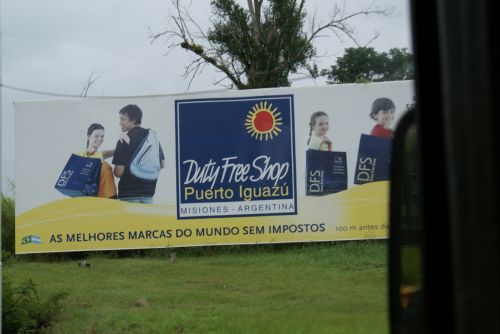 DFS
Duty Free Shop
Puerto Iguazú
MISIONES - ARGENTINA
DFS
DFS
AS MELHORES MARCAS DO MUNDO SEM IMPOSTOS
100 m antes da